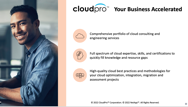 cloudpro™ Your Business Accelerated
Comprehensive portfolio of cloud consulting and
engineering services
Full spectrum of cloud expertise, skills, and certifications to
quickly fill knowledge and resource gaps
High-quality cloud best practices and methodologies for
your cloud optimization, integration, migration and
assessment projects